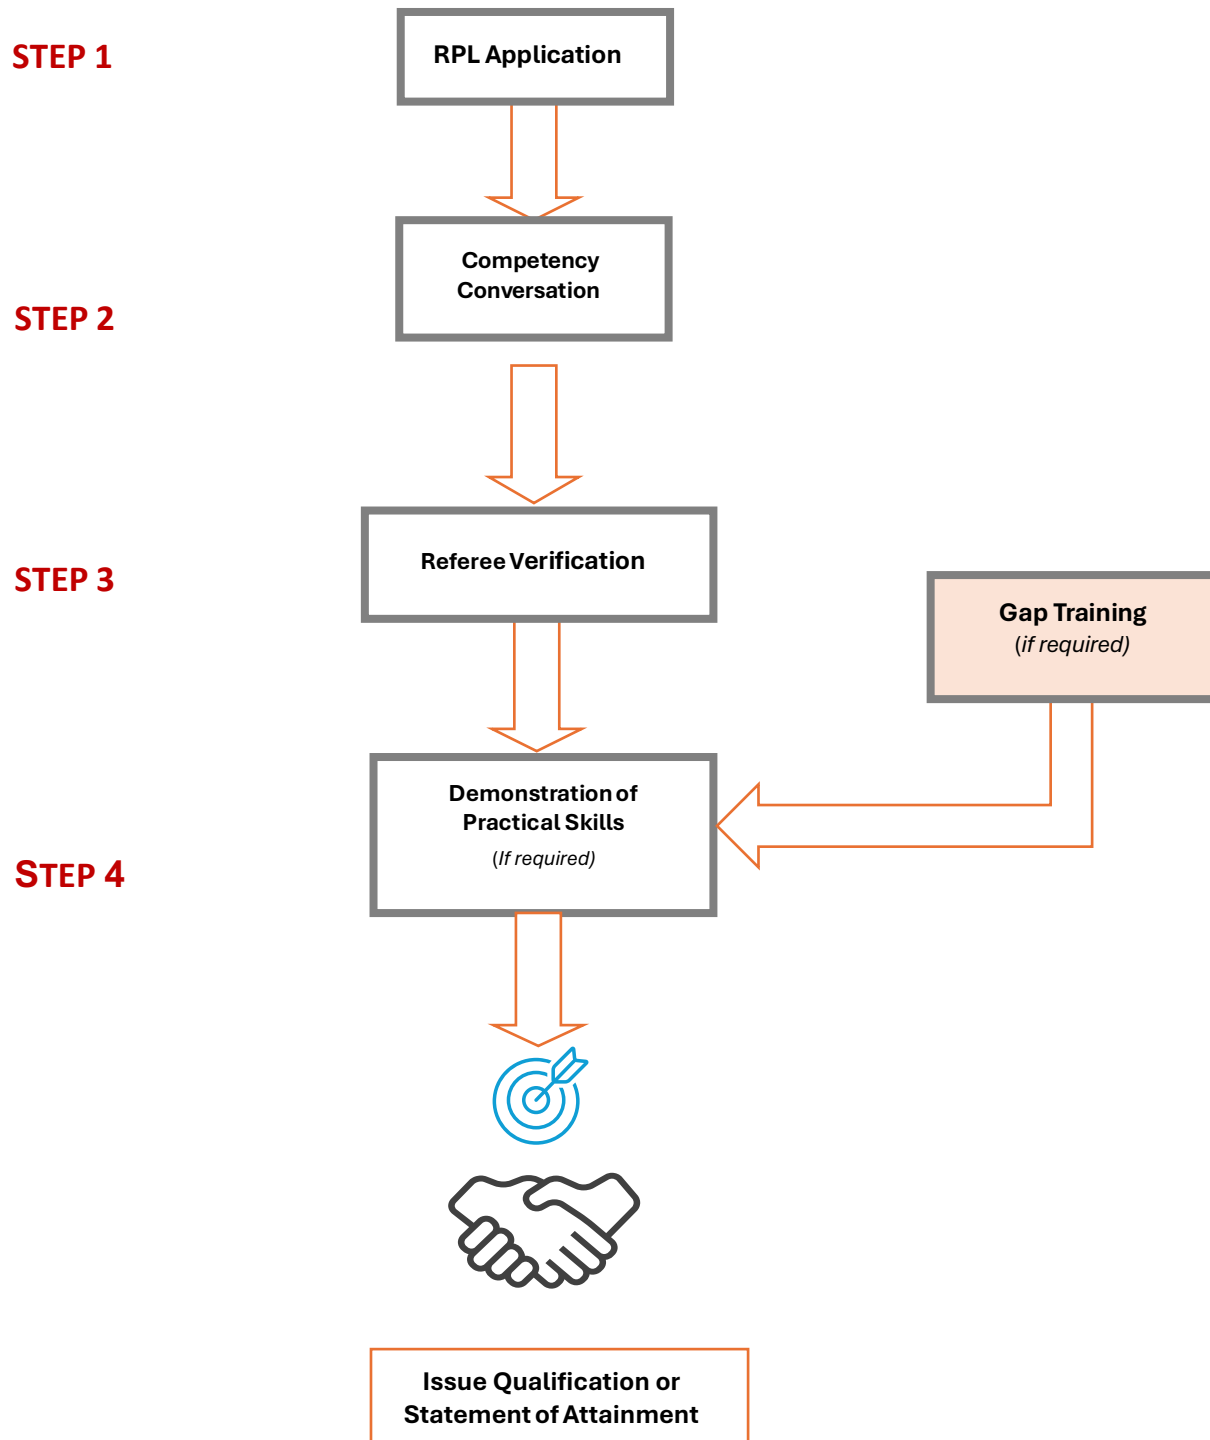 STEP 1
RPL Application
Competency
Conversation
STEP 2
Referee Verification
STEP 3
Gap Training
(if required)
Demonstration of
Practical Skills
(If required)
STEP 4
Issue Qualification or
Statement of Attainment